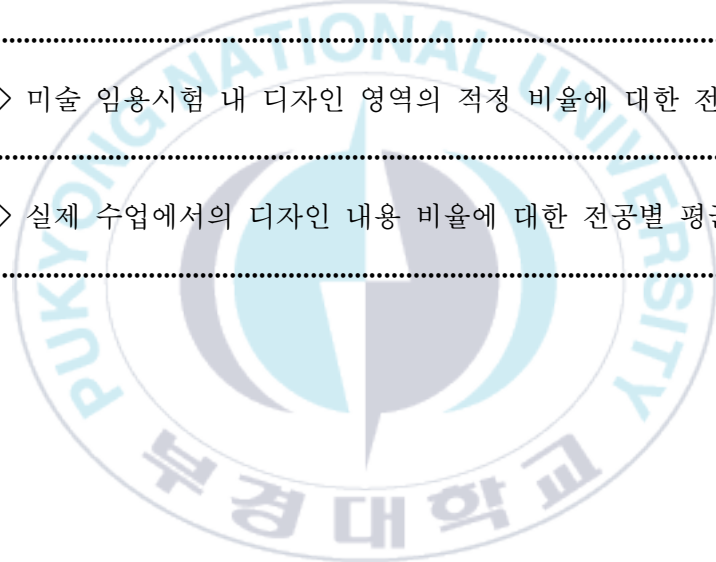 > 미술 임용시험 내 디자인 영역의 적정 비율에 대한 전
> 실제 수업에서의 디자인 내용 비율에 대한 전공별 평균
PUKYONG NATIONAL UNIVERSITY
부경대학교